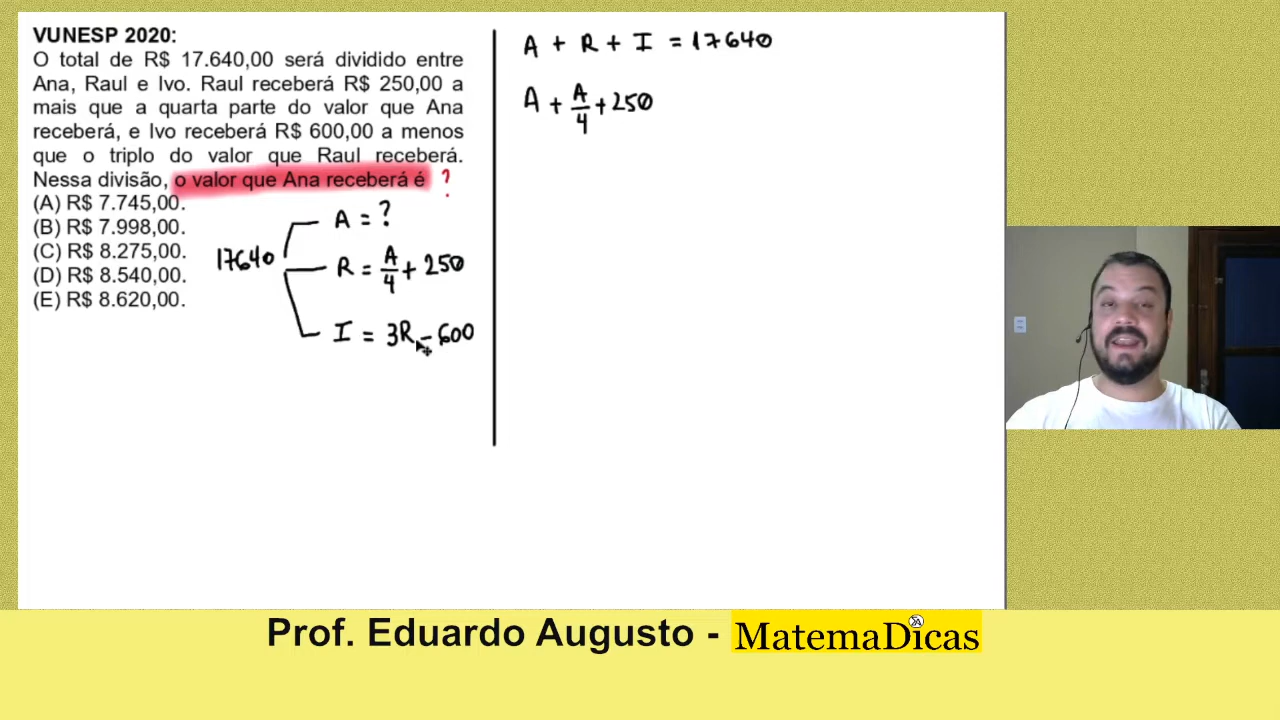 VUNESP 2020:
O total de R$ 17.640,00 será dividido entre
Ana, Raul e Ivo. Raul receberá R$ 250,00 a
mais que a quarta parte do valor que Ana
receberá, e Ivo receberá R$ 600,00 a menos
que o triplo do valor que Raul receberá.
Nessa divisão, o valor que Ana receberá é ?
(A) R$ 7.745,00.
(B) R$ 7.998,00.
(C) R$ 8.275,00.
(D) R$ 8.540,00.
(E) R$ 8.620,00.
17640
A = ?
R = A/4 + 250
I = 3R - 600
A + R + I = 17640
A + A/4 + 250
Prof. Eduardo Augusto - MatemaDicas